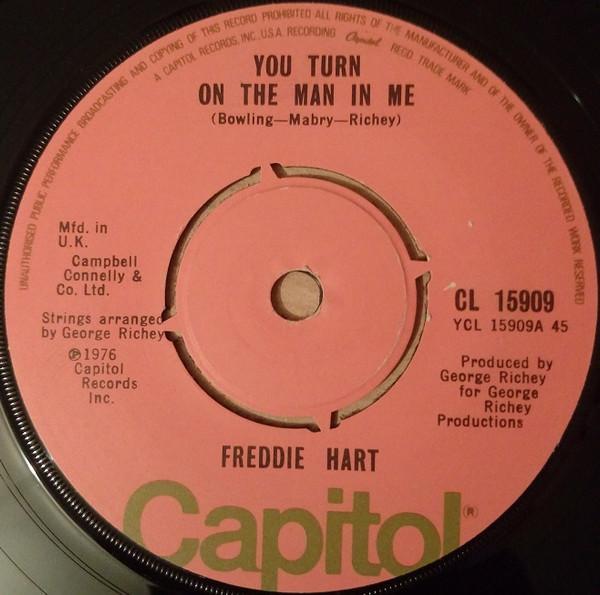 UNAUTHORISED PUBLIC PERFORMANCE BROADCASTING AND COPYING OF THIS RECORD PROHIBITED ALL RIGHTS OF THE MANUFACTURER AND OF THE OWNER OF THE RECORDED WORK RESERVED
A CAPITOL RECORDS, INC., U.S.A. RECORDING Capitol REGD TRADE MARK
YOU TURN
ON THE MAN IN ME
(Bowling—Mabry—Richey)
Mfd. in
U.K.
Campbell
Connelly &
Co. Ltd.
Strings arranged
by George Richey
℗1976
Capitol
Records
Inc.
CL 15909
YCL 15909A 45
Produced by
George Richey
for George
Richey
Productions
FREDDIE HART
Capitol®